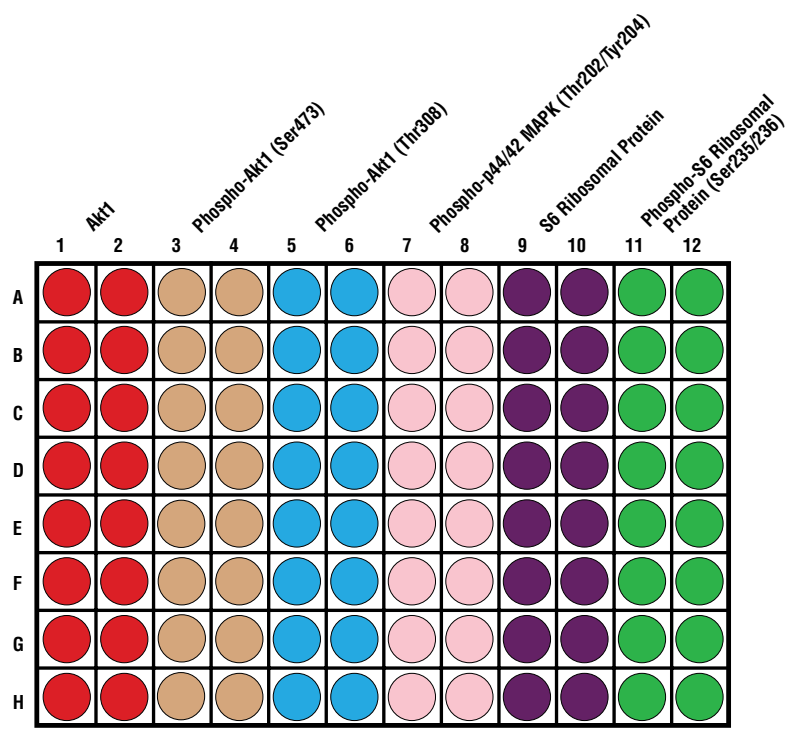 Akt1
Phospho-Akt1 (Ser473)
Phospho-Akt1 (Thr308)
Phospho-p44/42 MAPK (Thr202/Tyr204)
S6 Ribosomal Protein
Phospho-S6 Ribosomal
Protein (Ser235/236)
1 2 3 4 5 6 7 8 9 10 11 12
A
B
C
D
E
F
G
H